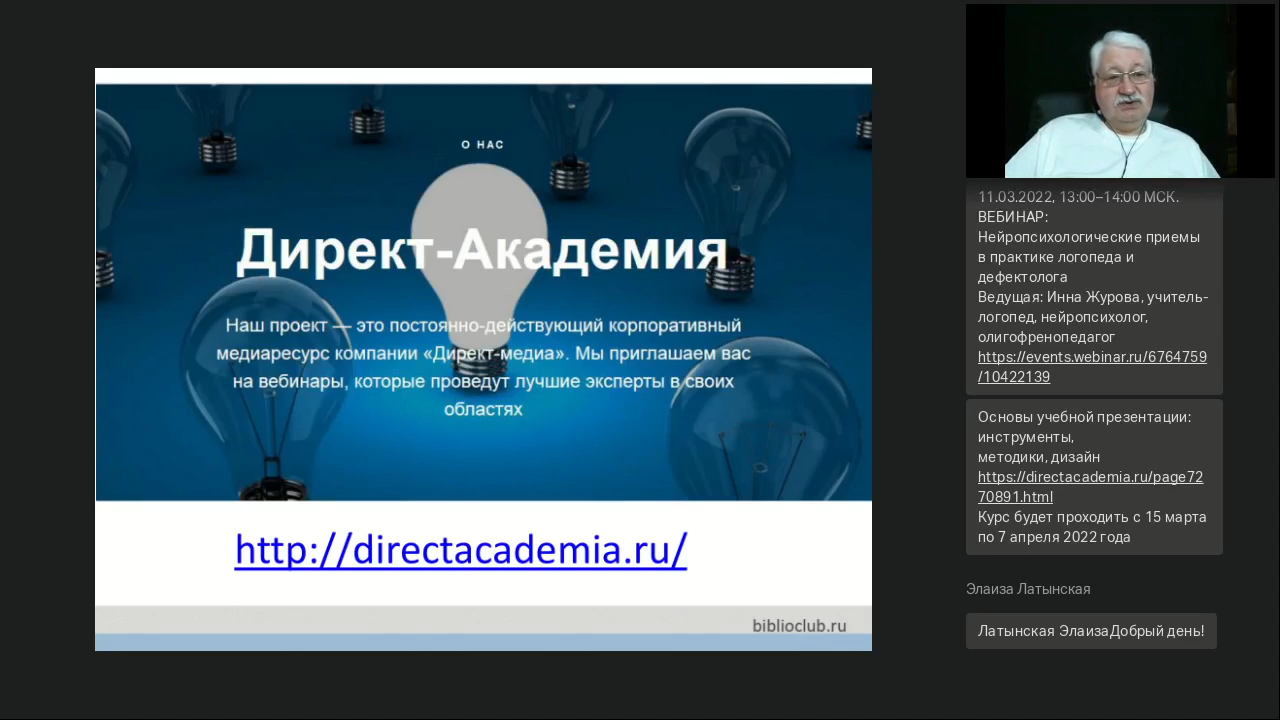 О НАС
Директ-Академия
Наш проект — это постоянно-действующий корпоративный
медиаресурс компании «Директ-медиа». Мы приглашаем вас
на вебинары, которые проведут лучшие эксперты в своих
областях
http://directacademia.ru/
biblioclub.ru
11.03.2022, 13:00–14:00 МСК.
ВЕБИНАР:
Нейропсихологические приемы
в практике логопеда и
дефектолога
Ведущая: Инна Журова, учитель-
логопед, нейропсихолог,
олигофренопедагог
https://events.webinar.ru/6764759
/10422139
Основы учебной презентации:
инструменты,
методики, дизайн
https://directacademia.ru/page72
70891.html
Курс будет проходить с 15 марта
по 7 апреля 2022 года
Элаиза Латынская
Латынская ЭлаизаДобрый день!